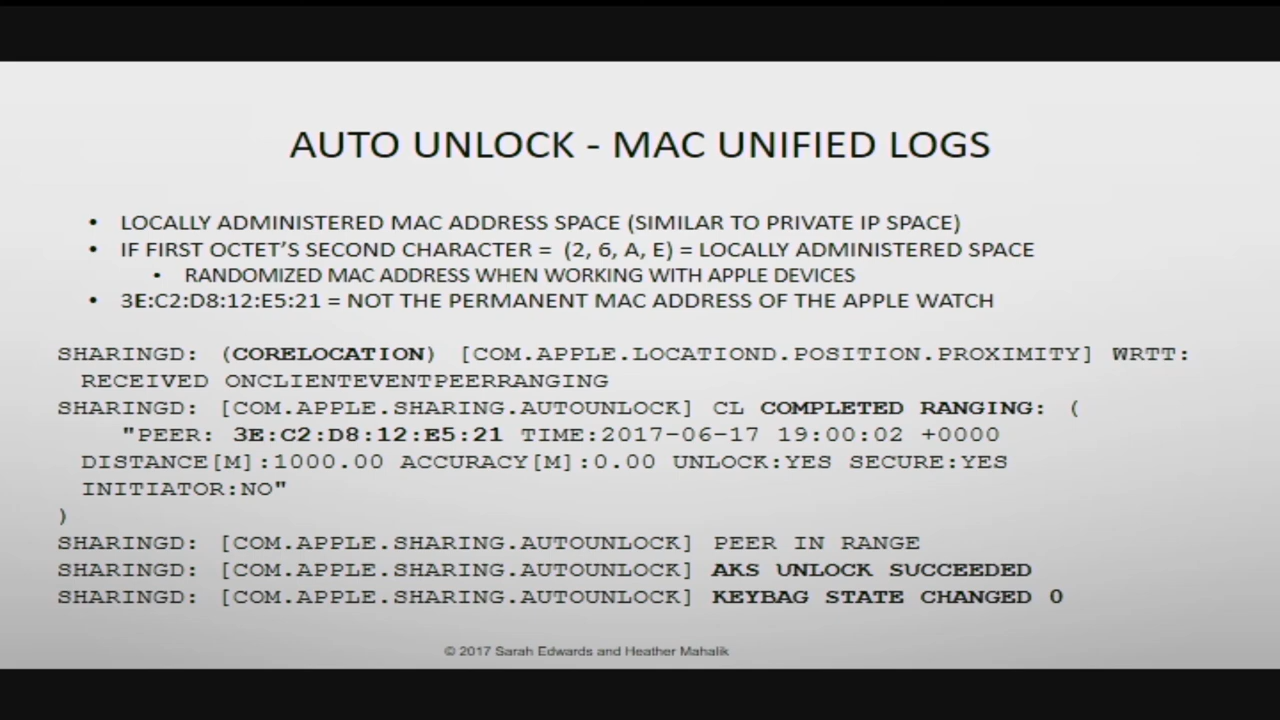 AUTO UNLOCK - MAC UNIFIED LOGS
• LOCALLY ADMINISTERED MAC ADDRESS SPACE (SIMILAR TO PRIVATE IP SPACE)
• IF FIRST OCTET'S SECOND CHARACTER = (2, 6, A, E) = LOCALLY ADMINISTERED SPACE
• RANDOMIZED MAC ADDRESS WHEN WORKING WITH APPLE DEVICES
• 3E:C2:D8:12:E5:21 = NOT THE PERMANENT MAC ADDRESS OF THE APPLE WATCH
SHARINGD: (CORELOCATION) [COM.APPLE.LOCATIOND.POSITION.PROXIMITY] WRTT:
RECEIVED ONCLIENTEVENTPEERRANGING
SHARINGD: [COM.APPLE.SHARING.AUTOUNLOCK] CL COMPLETED RANGING: (
"PEER: 3E:C2:D8:12:E5:21 TIME:2017-06-17 19:00:02 +0000
DISTANCE[M]:1000.00 ACCURACY[M]:0.00 UNLOCK:YES SECURE:YES
INITIATOR:NO"
)
SHARINGD: [COM.APPLE.SHARING.AUTOUNLOCK] PEER IN RANGE
SHARINGD: [COM.APPLE.SHARING.AUTOUNLOCK] AKS UNLOCK SUCCEEDED
SHARINGD: [COM.APPLE.SHARING.AUTOUNLOCK] KEYBAG STATE CHANGED 0
© 2017 Sarah Edwards and Heather Mahalik